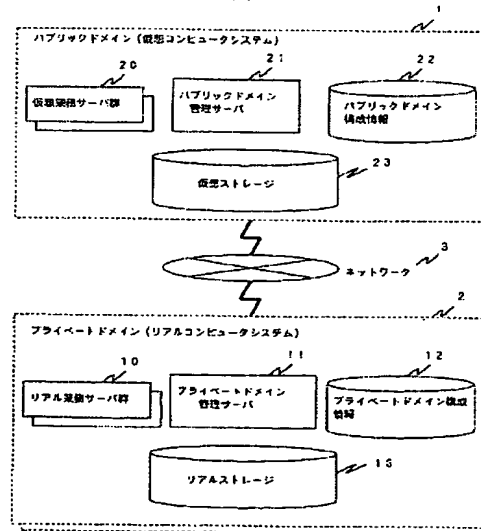 1
パブリックドメイン (仮想コンピュータシステム)
20
21
22
仮想業務サーバ群
パブリックドメイン
管理サーバ
パブリックドメイン
構成情報
23
仮想ストレージ
3
ネットワーク
2
プライベートドメイン (リアルコンピュータシステム)
10
11
12
リアル業務サーバ群
プライベートドメイン
管理サーバ
プライベートドメイン構成
情報
13
リアルストレージ